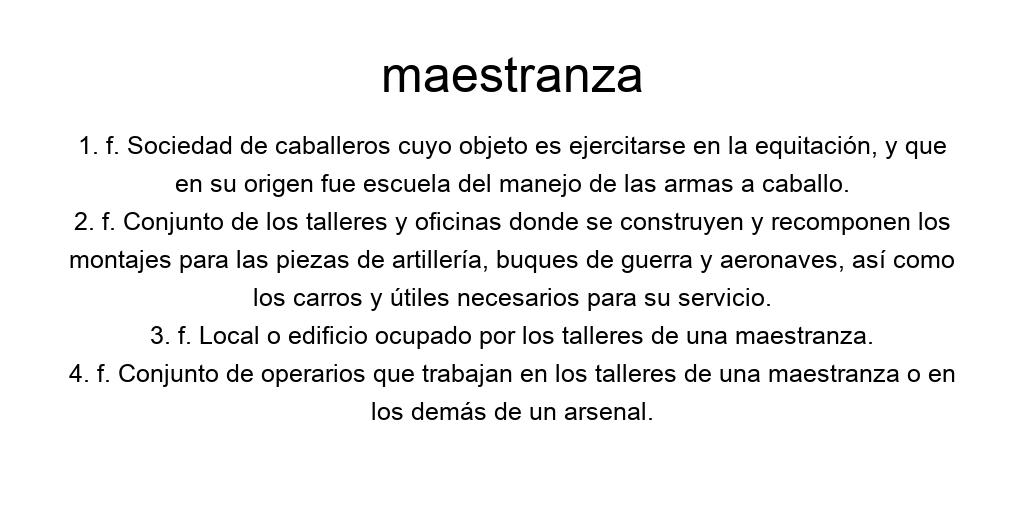 maestranza
1. f. Sociedad de caballeros cuyo objeto es ejercitarse en la equitación, y que
en su origen fue escuela del manejo de las armas a caballo.
2. f. Conjunto de los talleres y oficinas donde se construyen y recomponen los
montajes para las piezas de artillería, buques de guerra y aeronaves, así como
los carros y útiles necesarios para su servicio.
3. f. Local o edificio ocupado por los talleres de una maestranza.
4. f. Conjunto de operarios que trabajan en los talleres de una maestranza o en
los demás de un arsenal.